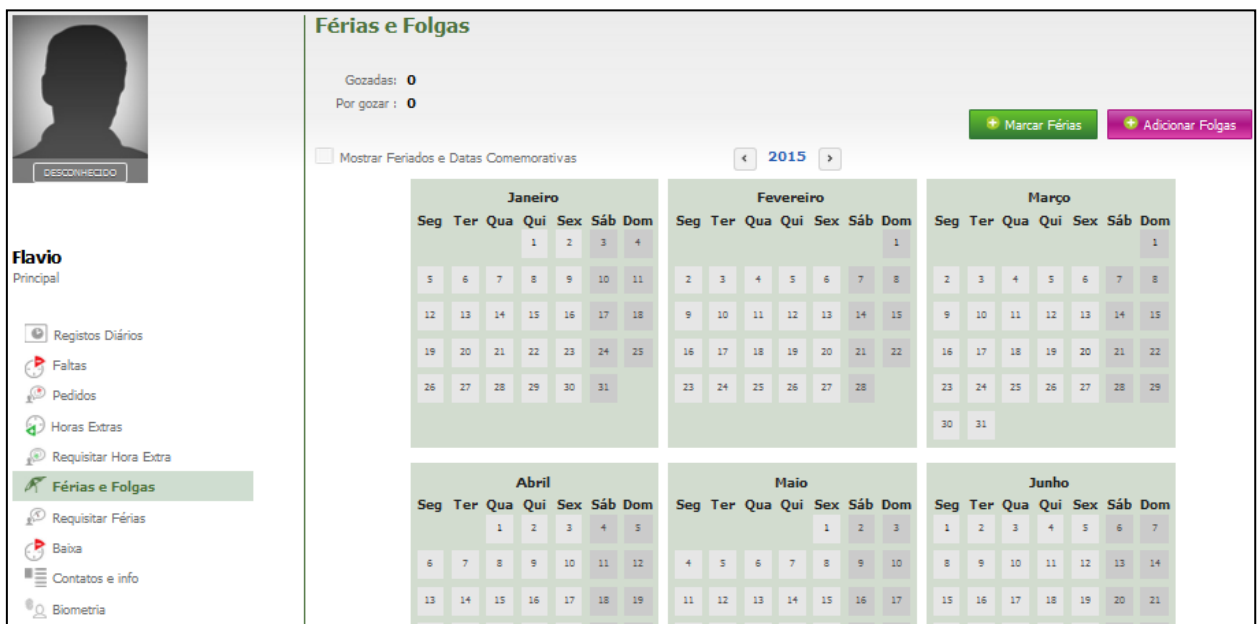 DESCONHECIDO
Flavio
Principal
Registos Diários
Faltas
Pedidos
Horas Extras
Requisitar Hora Extra
Férias e Folgas
Requisitar Férias
Baixa
Contatos e info
Biometria
Férias e Folgas
Gozadas: 0
Por gozar : 0
Marcar Férias Adicionar Folgas
Mostrar Feriados e Datas Comemorativas
< 2015 >
Janeiro
Seg Ter Qua Qui Sex Sáb Dom
1 2 3 4
5 6 7 8 9 10 11
12 13 14 15 16 17 18
19 20 21 22 23 24 25
26 27 28 29 30 31
Fevereiro
Seg Ter Qua Qui Sex Sáb Dom
1
2 3 4 5 6 7 8
9 10 11 12 13 14 15
16 17 18 19 20 21 22
23 24 25 26 27 28
Março
Seg Ter Qua Qui Sex Sáb Dom
1
2 3 4 5 6 7 8
9 10 11 12 13 14 15
16 17 18 19 20 21 22
23 24 25 26 27 28 29
30 31
Abril
Seg Ter Qua Qui Sex Sáb Dom
1 2 3 4 5
6 7 8 9 10 11 12
13 14 15 16 17 18 19
Maio
Seg Ter Qua Qui Sex Sáb Dom
1 2 3
4 5 6 7 8 9 10
11 12 13 14 15 16 17
Junho
Seg Ter Qua Qui Sex Sáb Dom
1 2 3 4 5 6 7
8 9 10 11 12 13 14
15 16 17 18 19 20 21